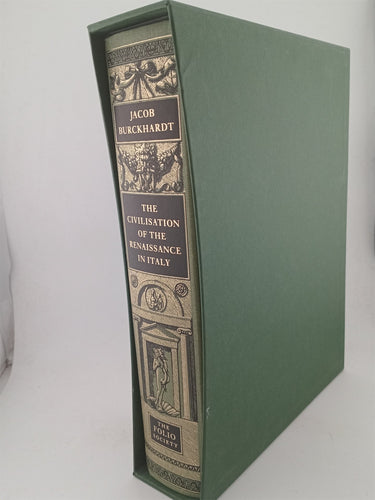 JACOB
BURCKHARDT
THE
CIVILISATION
OF THE
RENAISSANCE
IN ITALY
THE
FOLIO
SOCIETY